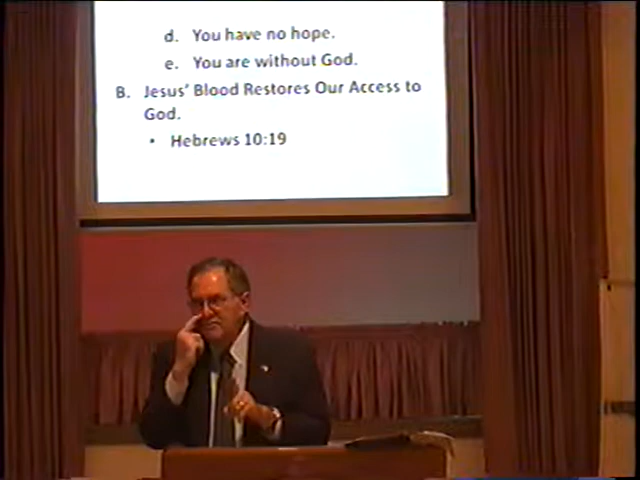 d. You have no hope.
e. You are without God.
B. Jesus' Blood Restores Our Access to
God.
• Hebrews 10:19